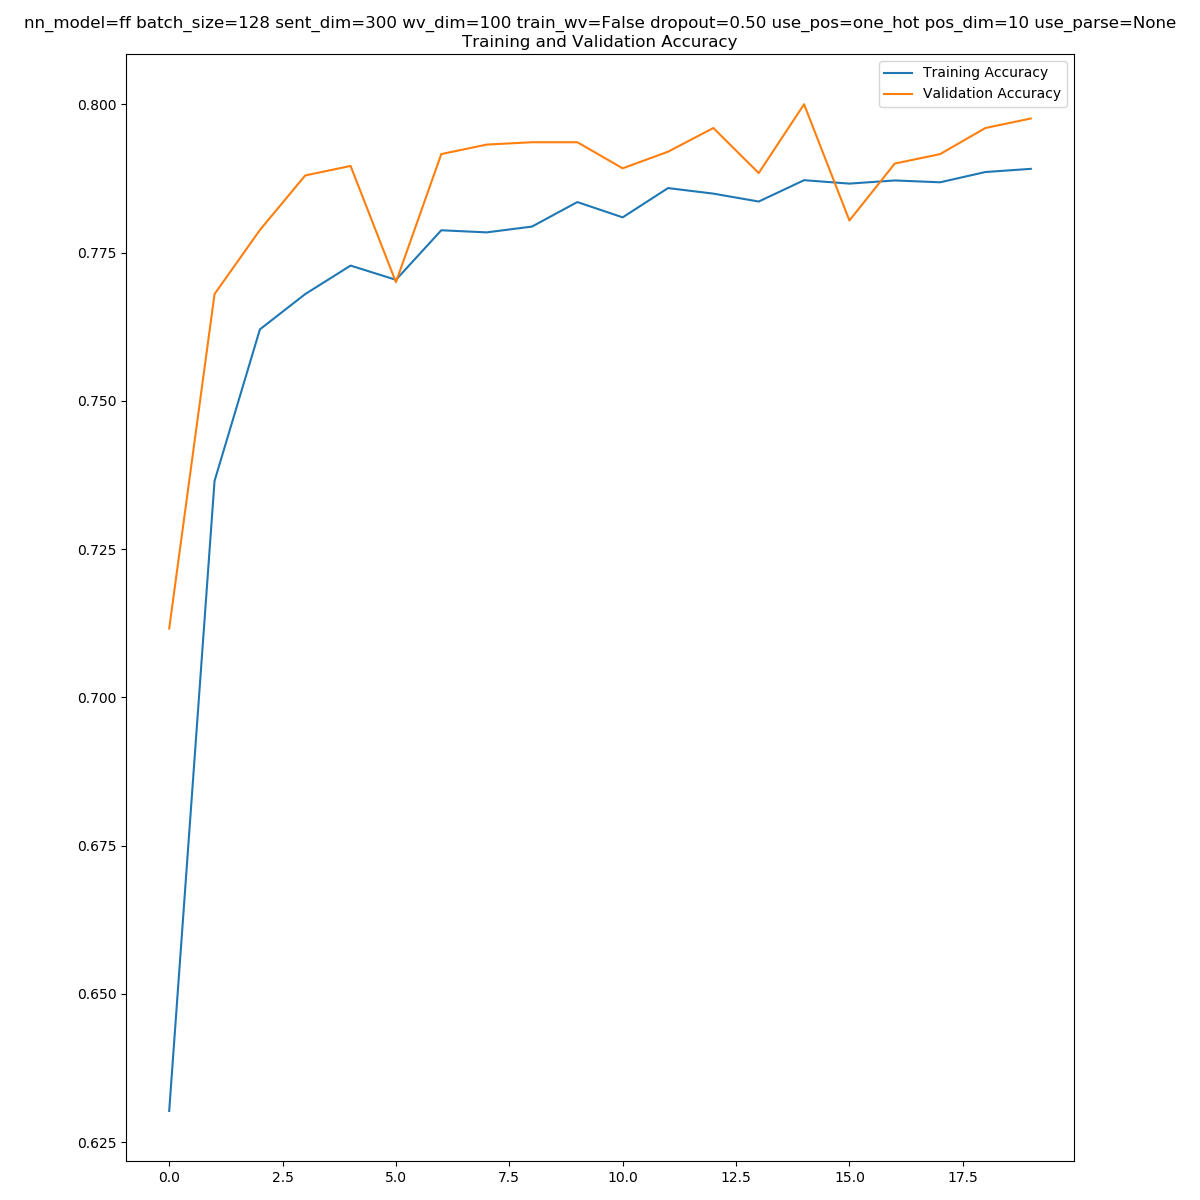 nn_model=ff batch_size=128 sent_dim=300 wv_dim=100 train_wv=False dropout=0.50 use_pos=one_hot pos_dim=10 use_parse=None
Training and Validation Accuracy
Training Accuracy
Validation Accuracy
0.800
0.775
0.750
0.725
0.700
0.675
0.650
0.625
0.0 2.5 5.0 7.5 10.0 12.5 15.0 17.5